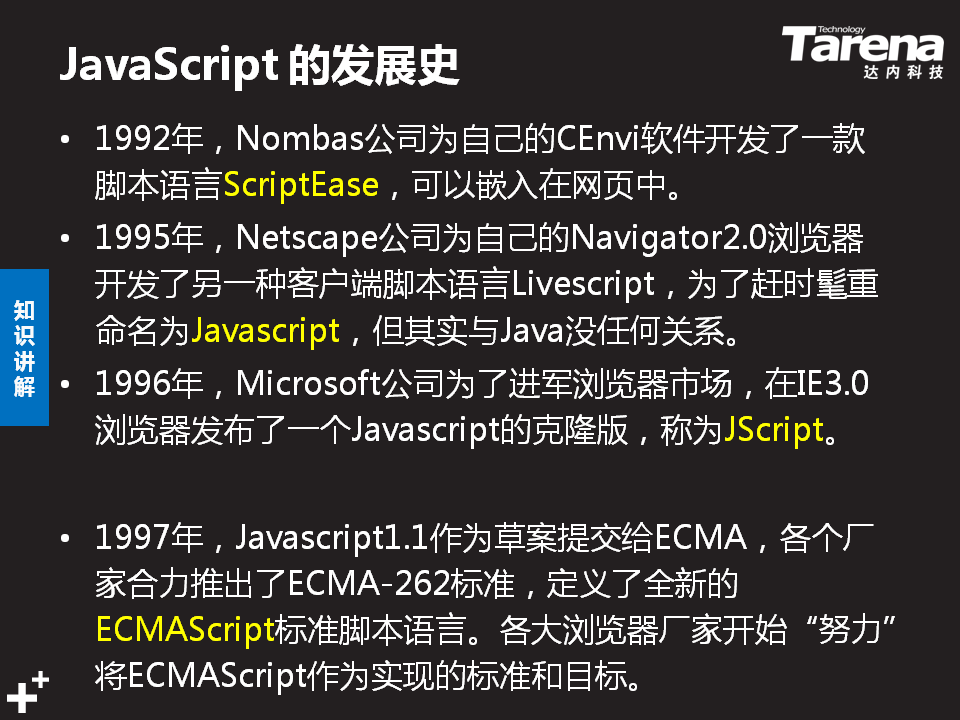 JavaScript 的发展史
Technology
Tarena
达内科技
• 1992年，Nombas公司为自己的CEnvi软件开发了一款
脚本语言ScriptEase，可以嵌入在网页中。
• 1995年，Netscape公司为自己的Navigator2.0浏览器
开发了另一种客户端脚本语言Livescript，为了赶时髦重
命名为Javascript，但其实与Java没任何关系。
• 1996年，Microsoft公司为了进军浏览器市场，在IE3.0
浏览器发布了一个Javascript的克隆版，称为JScript。
• 1997年，Javascript1.1作为草案提交给ECMA，各个厂
家合力推出了ECMA-262标准，定义了全新的
ECMAScript标准脚本语言。各大浏览器厂家开始“努力”
将ECMAScript作为实现的标准和目标。
知识讲解